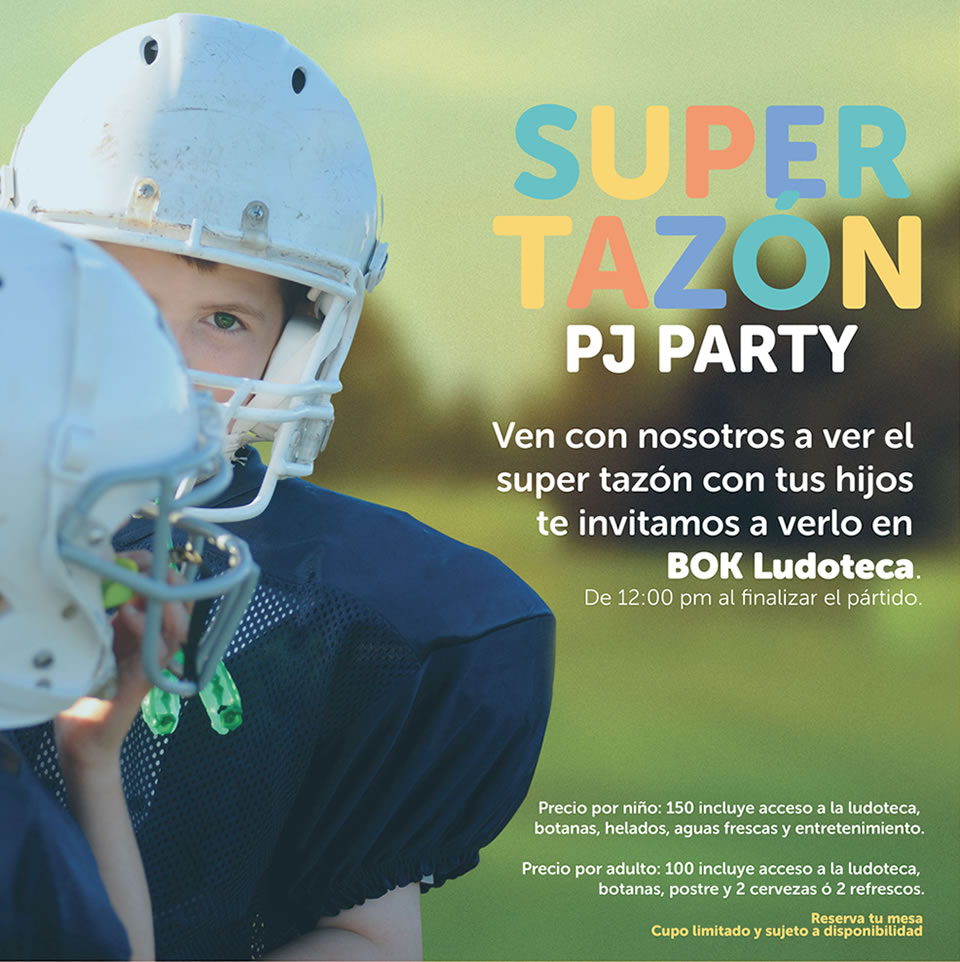 SUPER
TAZÓN
PJ PARTY
Ven con nosotros a ver el
super tazón con tus hijos
te invitamos a verlo en
BOK Ludoteca.
De 12:00 pm al finalizar el pártido.
Precio por niño: 150 incluye acceso a la ludoteca,
botanas, helados, aguas frescas y entretenimiento.
Precio por adulto: 100 incluye acceso a la ludoteca,
botanas, postre y 2 cervezas ó 2 refrescos.
Reserva tu mesa
Cupo limitado y sujeto a disponibilidad